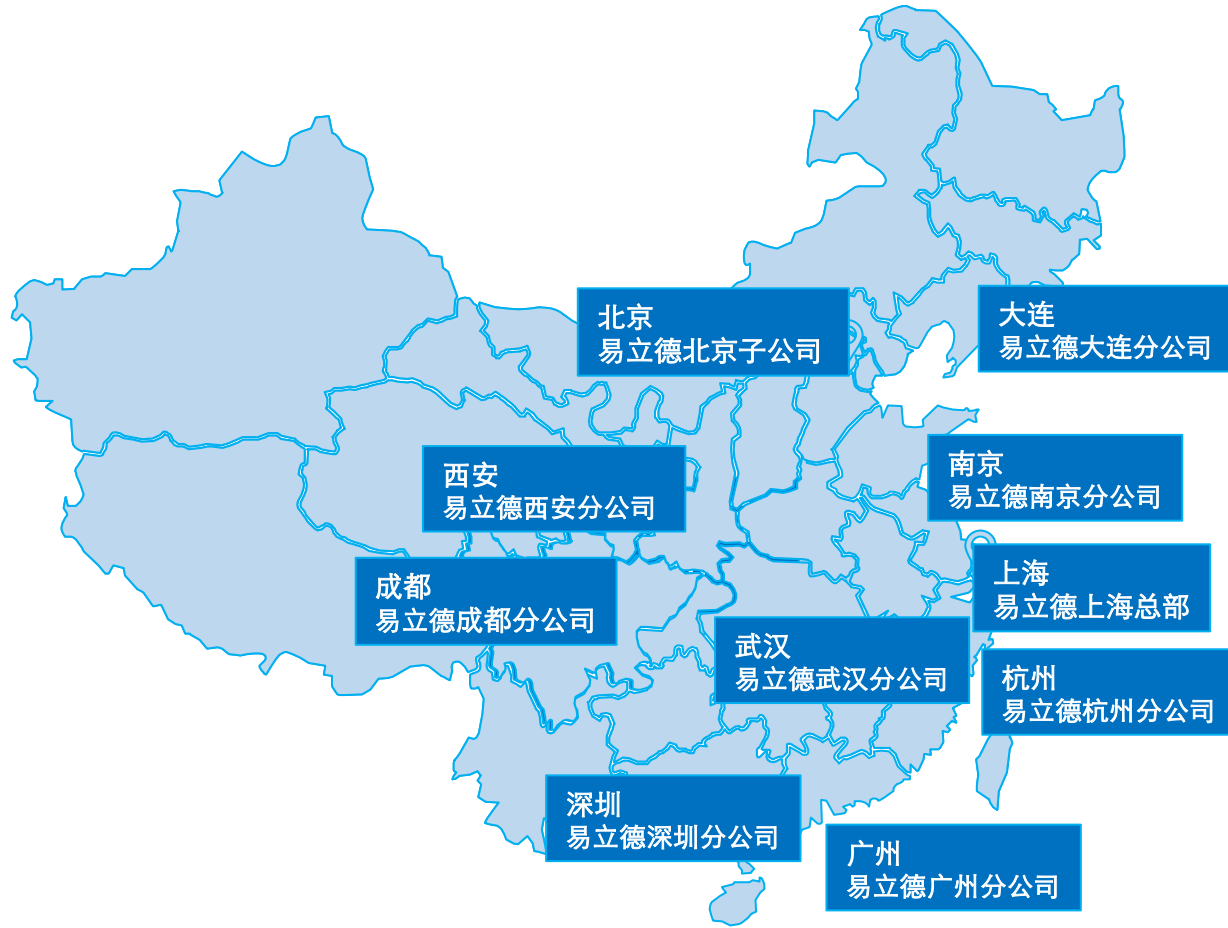 北京
易立德北京子公司
大连
易立德大连分公司
南京
易立德南京分公司
西安
易立德西安分公司
上海
易立德上海总部
成都
易立德成都分公司
武汉
易立德武汉分公司
杭州
易立德杭州分公司
深圳
易立德深圳分公司
广州
易立德广州分公司